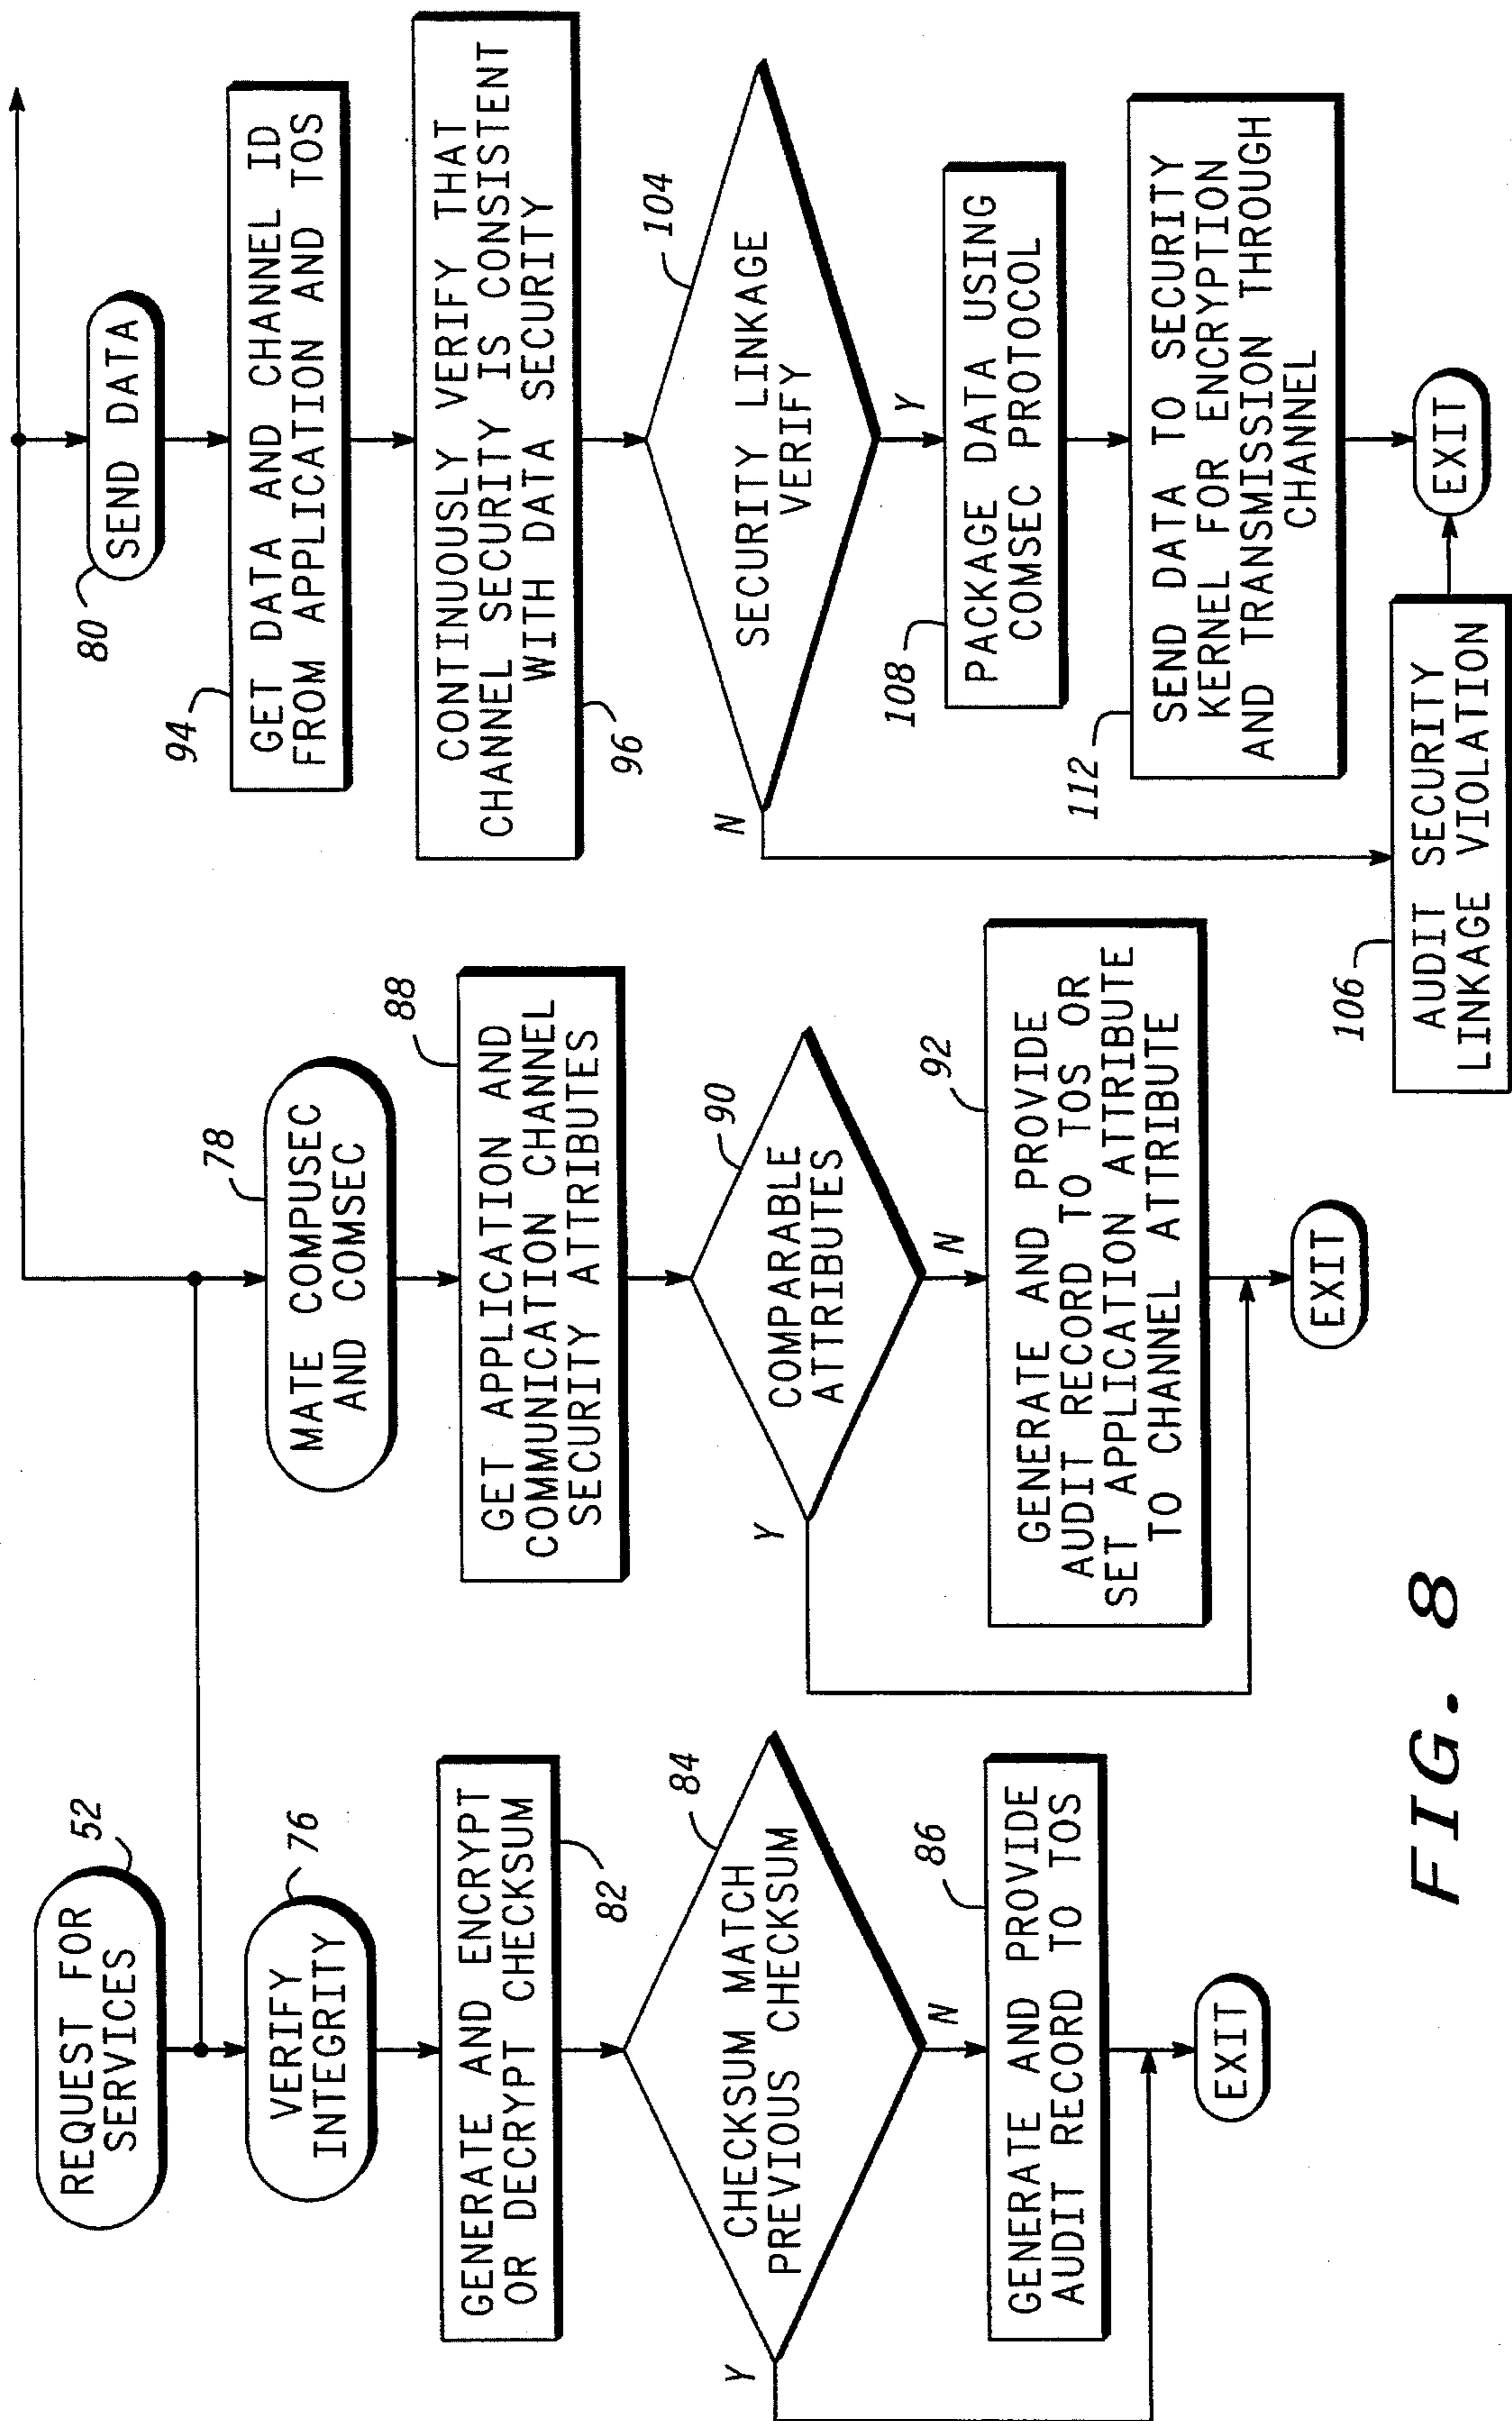 52
REQUEST FOR
SERVICES
76
VERIFY
INTEGRITY
GENERATE AND ENCRYPT
OR DECRYPT CHECKSUM
82
84
CHECKSUM MATCH
PREVIOUS CHECKSUM
Y
N
86
GENERATE AND PROVIDE
AUDIT RECORD TO TOS
EXIT
78
MATE COMPUSEC
AND COMSEC
88
GET APPLICATION AND
COMMUNICATION CHANNEL
SECURITY ATTRIBUTES
90
COMPARABLE
ATTRIBUTES
Y
N
92
GENERATE AND PROVIDE
AUDIT RECORD TO TOS OR
SET APPLICATION ATTRIBUTE
TO CHANNEL ATTRIBUTE
EXIT
80
SEND DATA
94
GET DATA AND CHANNEL ID
FROM APPLICATION AND TOS
CONTINUOUSLY VERIFY THAT
CHANNEL SECURITY IS CONSISTENT
WITH DATA SECURITY
96
104
SECURITY LINKAGE
VERIFY
N
Y
108
PACKAGE DATA USING
COMSEC PROTOCOL
112
SEND DATA TO SECURITY
KERNEL FOR ENCRYPTION
AND TRANSMISSION THROUGH
CHANNEL
106
AUDIT SECURITY
LINKAGE VIOLATION
EXIT
FIG. 8